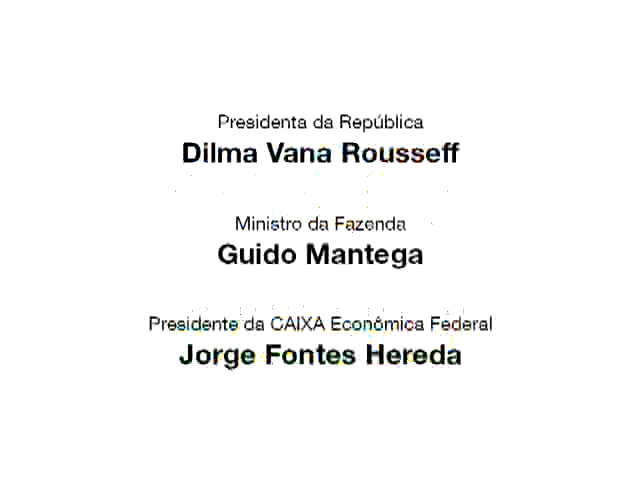 Presidenta da República
Dilma Vana Rousseff
Ministro da Fazenda
Guido Mantega
Presidente da CAIXA Econômica Federal
Jorge Fontes Hereda